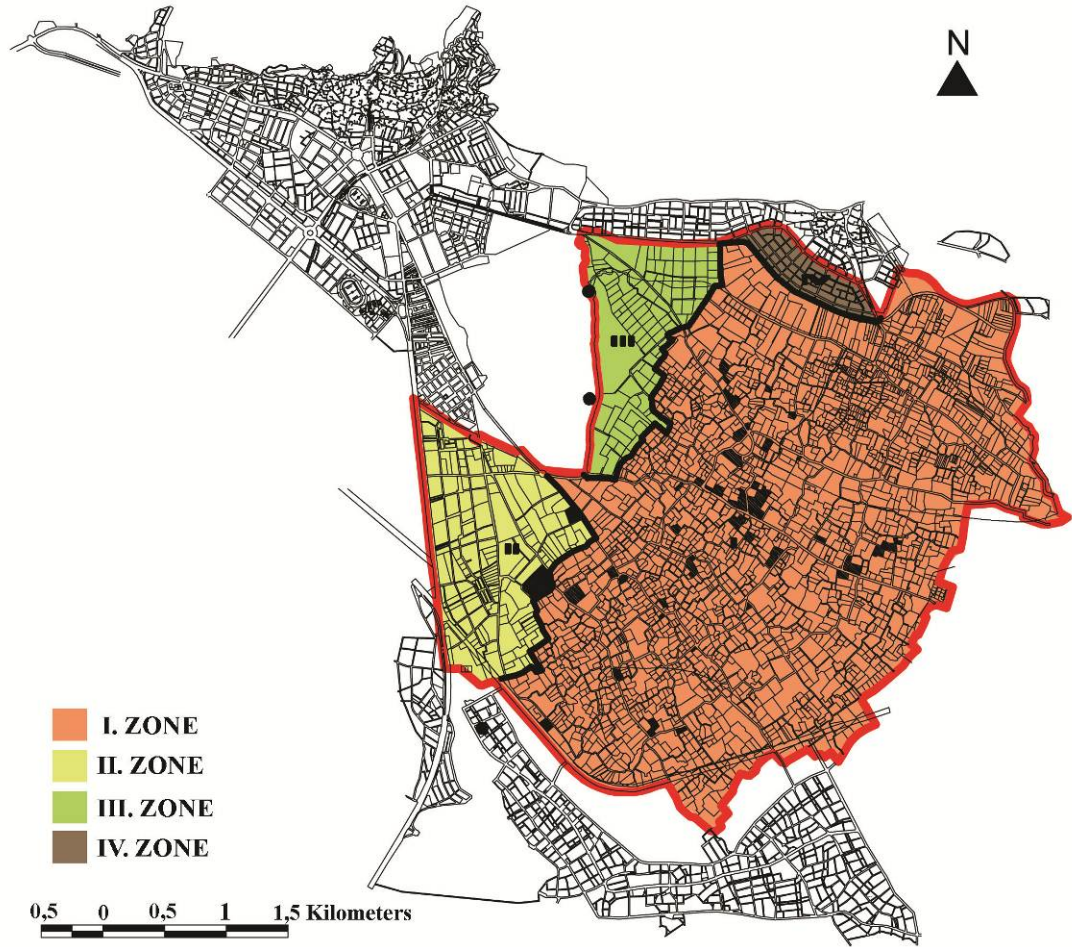 N
I. ZONE
II. ZONE
III. ZONE
IV. ZONE
0,5 0 0,5 1 1,5 Kilometers